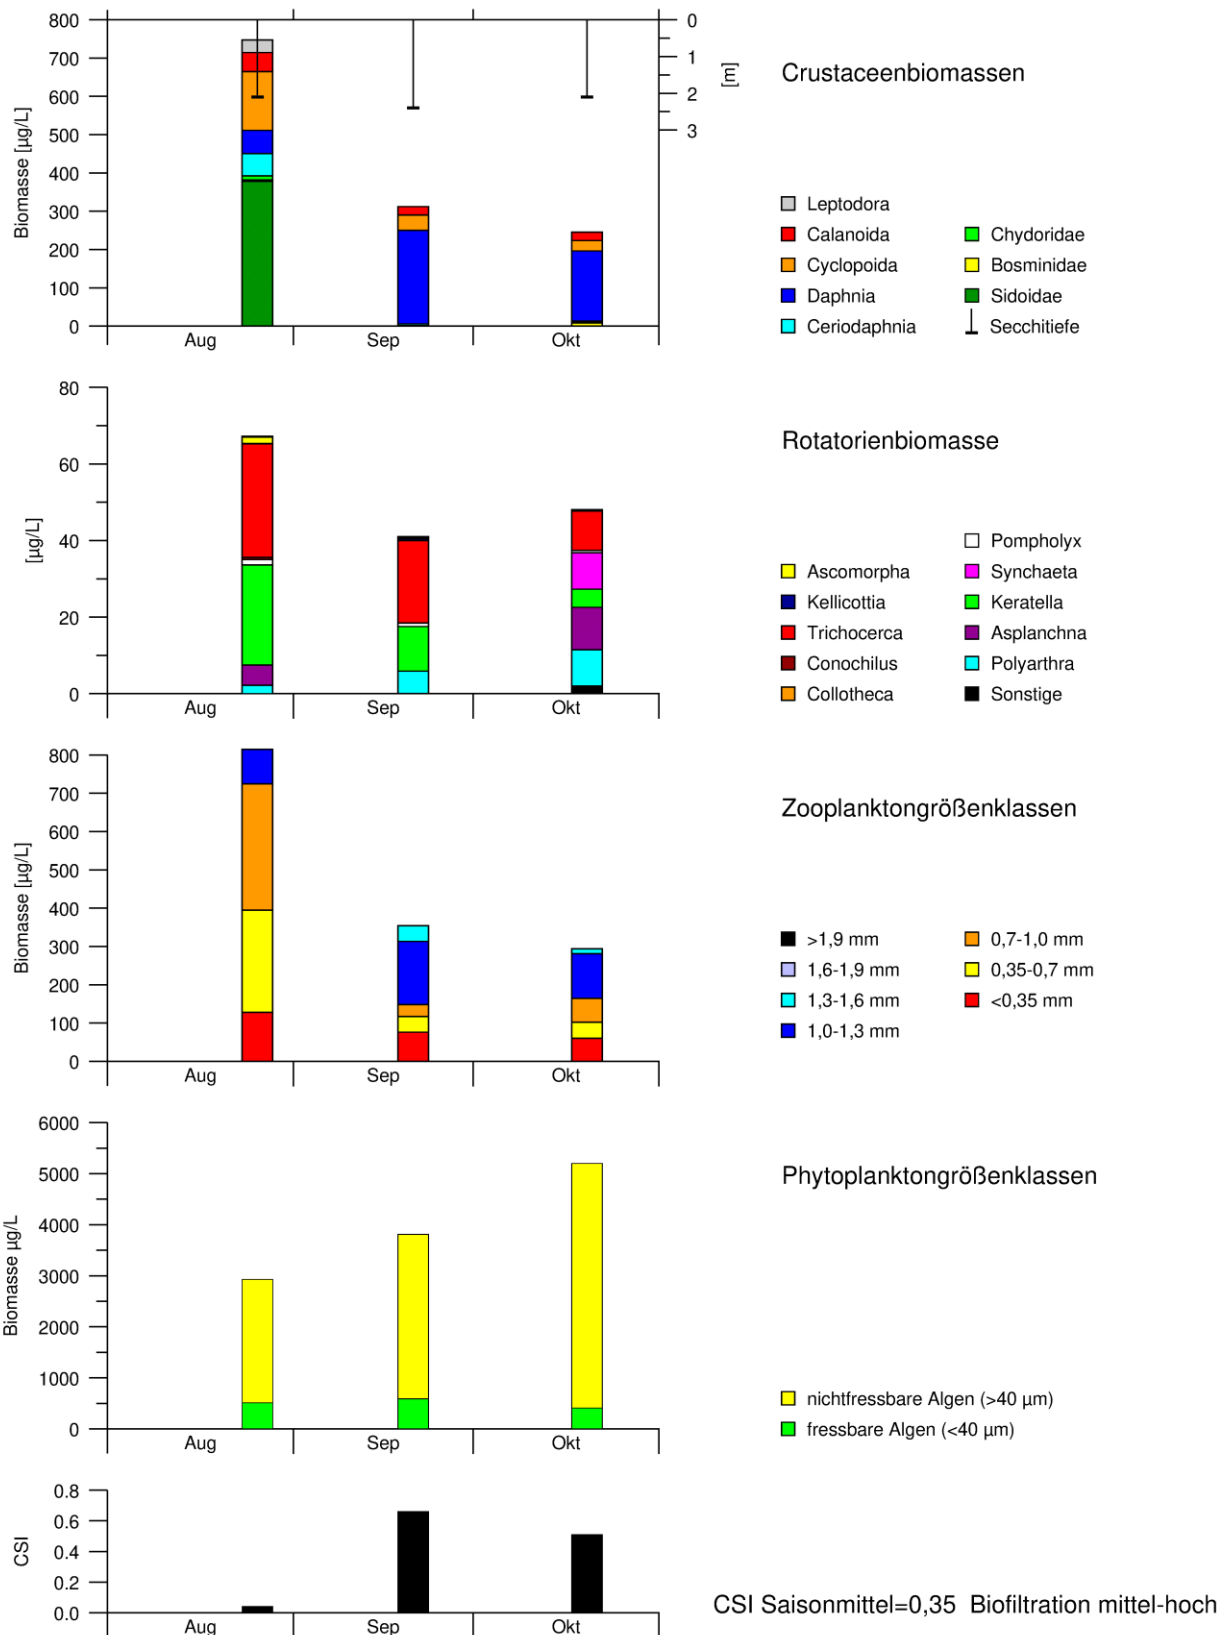 800
700
600
500
400
300
200
100
0
Biomasse [µg/L]
0
1
2
3
[m]
Aug
Sep
Okt
Crustaceenbiomassen
Leptodora
Calanoida
Cyclopoida
Daphnia
Ceriodaphnia
Chydoridae
Bosminidae
Sidoidae
Secchitiefe
80
60
40
20
0
[µg/L]
Aug
Sep
Okt
Rotatorienbiomasse
Ascomorpha
Kellicottia
Trichocerca
Conochilus
Collotheca
Pompholyx
Synchaeta
Keratella
Asplanchna
Polyarthra
Sonstige
800
700
600
500
400
300
200
100
0
Biomasse [µg/L]
Aug
Sep
Okt
Zooplanktongrößenklassen
>1,9 mm
1,6-1,9 mm
1,3-1,6 mm
1,0-1,3 mm
0,7-1,0 mm
0,35-0,7 mm
<0,35 mm
6000
5000
4000
3000
2000
1000
0
Biomasse µg/L
Aug
Sep
Okt
Phytoplanktongrößenklassen
nichtfressbare Algen (>40 µm)
fressbare Algen (<40 µm)
0.8
0.6
0.4
0.2
0.0
CSI
Aug
Sep
Okt
CSI Saisonmittel=0,35 Biofiltration mittel-hoch